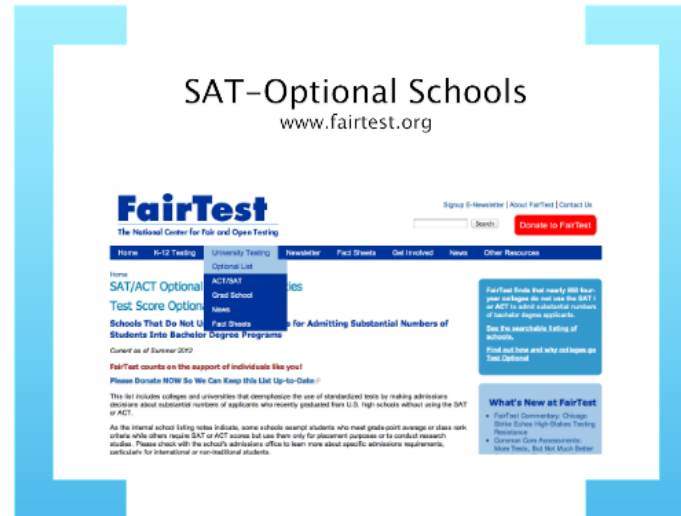 SAT-Optional Schools
www.fairtest.org
FairTest
The National Center for Fair and Open Testing
Signup E-Newsletter | About FairTest | Contact Us
Search
Donate to FairTest
Home K-12 Testing University Testing Newsletter Fact Sheets Get Involved News Other Resources
Optional List
ACT/SAT
Grad School
News
Fact Sheets
Home
SAT/ACT Optional ies
Test Score Optiona
Schools That Do Not U s for Admitting Substantial Numbers of
Students Into Bachelor Degree Programs
Current as of Summer 2012
FairTest counts on the support of individuals like you!
Please Donate NOW So We Can Keep this List Up-to-Date
This list includes colleges and universities that deemphasize the use of standardized tests by making admissions
decisions about substantial numbers of applicants who recently graduated from U.S. high schools without using the SAT
or ACT.
As the internal school listing notes indicate, some schools exempt students who meet grade-point average or class rank
criteria while others require SAT or ACT scores but use them only for placement purposes or to conduct research
studies. Please check with the school's admissions office to learn more about specific admissions requirements,
particularly for international or non-traditional students.
FairTest finds that nearly 850 four-
year colleges do not use the SAT I
or ACT to admit substantial numbers
of bachelor degree applicants.
See the searchable listing of
schools.
Find out how and why colleges go
Test Optional
What's New at FairTest
FairTest Commentary: Chicago
Strike Echoes High-Stakes Testing
Resistance
Common Core Assessments:
More Tests, But Not Much Better